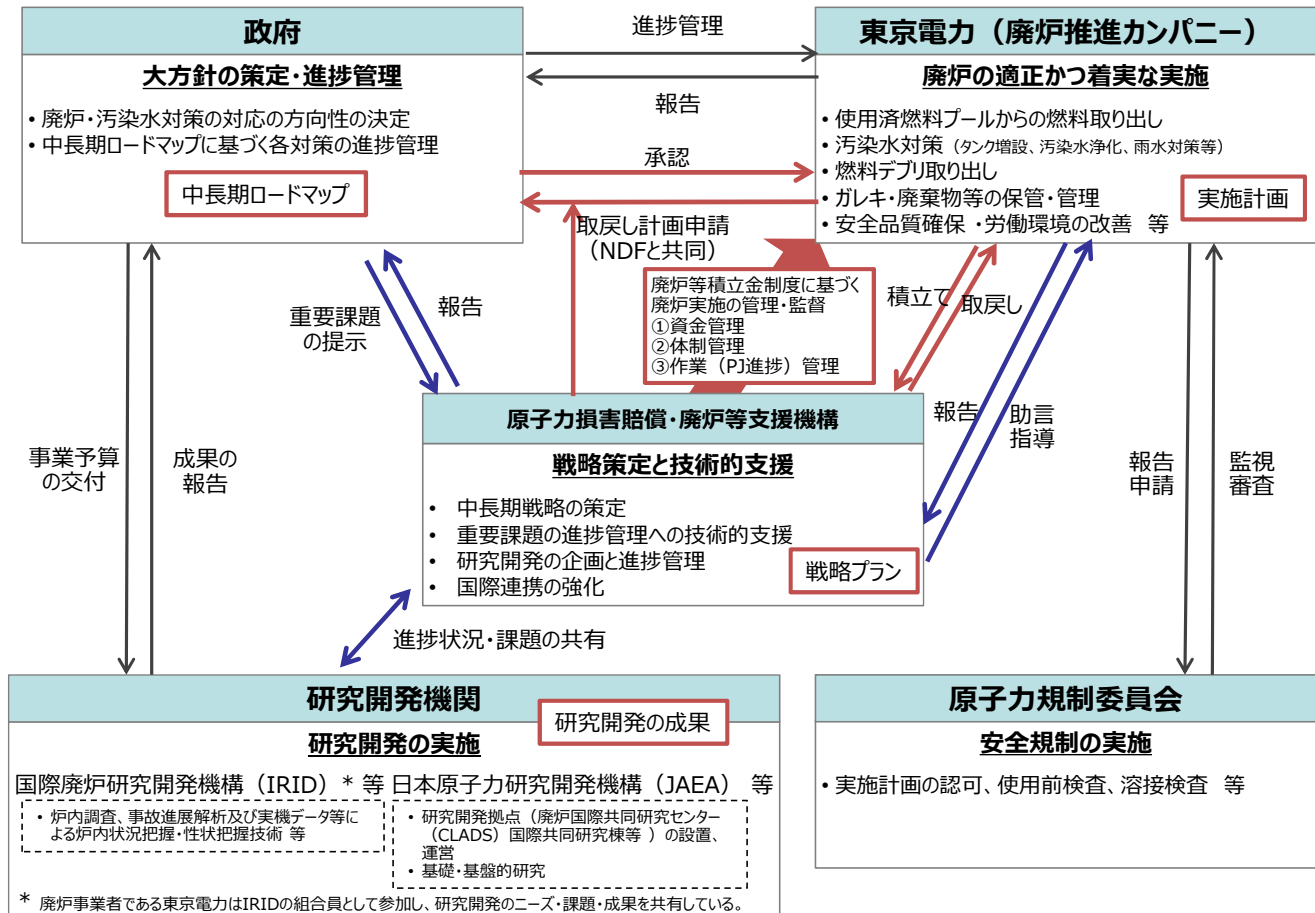 政府
大方針の策定・進捗管理
• 廃炉・汚染水対策の対応の方向性の決定
• 中長期ロードマップに基づく各対策の進捗管理
中長期ロードマップ
進捗管理
報告
承認
取戻し計画申請
（NDFと共同）
東京電力（廃炉推進カンパニー）
廃炉の適正かつ着実な実施
• 使用済燃料プールからの燃料取り出し
• 汚染水対策（タンク増設、汚染水浄化、雨水対策等）
• 燃料デブリ取り出し
• ガレキ・廃棄物等の保管・管理
• 安全品質確保・労働環境の改善 等
実施計画
重要課題
の提示
報告
廃炉等積立金制度に基づく
廃炉実施の管理・監督
①資金管理
②体制管理
③作業（PJ進捗）管理
積立て
取戻し
報告
助言
指導
事業予算
の交付
成果の
報告
報告
申請
監視
審査
原子力損害賠償・廃炉等支援機構
戦略策定と技術的支援
• 中長期戦略の策定
• 重要課題の進捗管理への技術的支援
• 研究開発の企画と進捗管理
• 国際連携の強化
戦略プラン
進捗状況・課題の共有
研究開発機関
研究開発の成果
研究開発の実施
国際廃炉研究開発機構（IRID）* 等
• 炉内調査、事故進展解析及び実機データ等に
よる炉内状況把握・性状把握技術 等
日本原子力研究開発機構（JAEA） 等
• 研究開発拠点（廃炉国際共同研究センター
（CLADS）国際共同研究棟等 ）の設置、
運営
• 基礎・基盤的研究
* 廃炉事業者である東京電力はIRIDの組合員として参加し、研究開発のニーズ・課題・成果を共有している。
原子力規制委員会
安全規制の実施
• 実施計画の認可、使用前検査、溶接検査 等